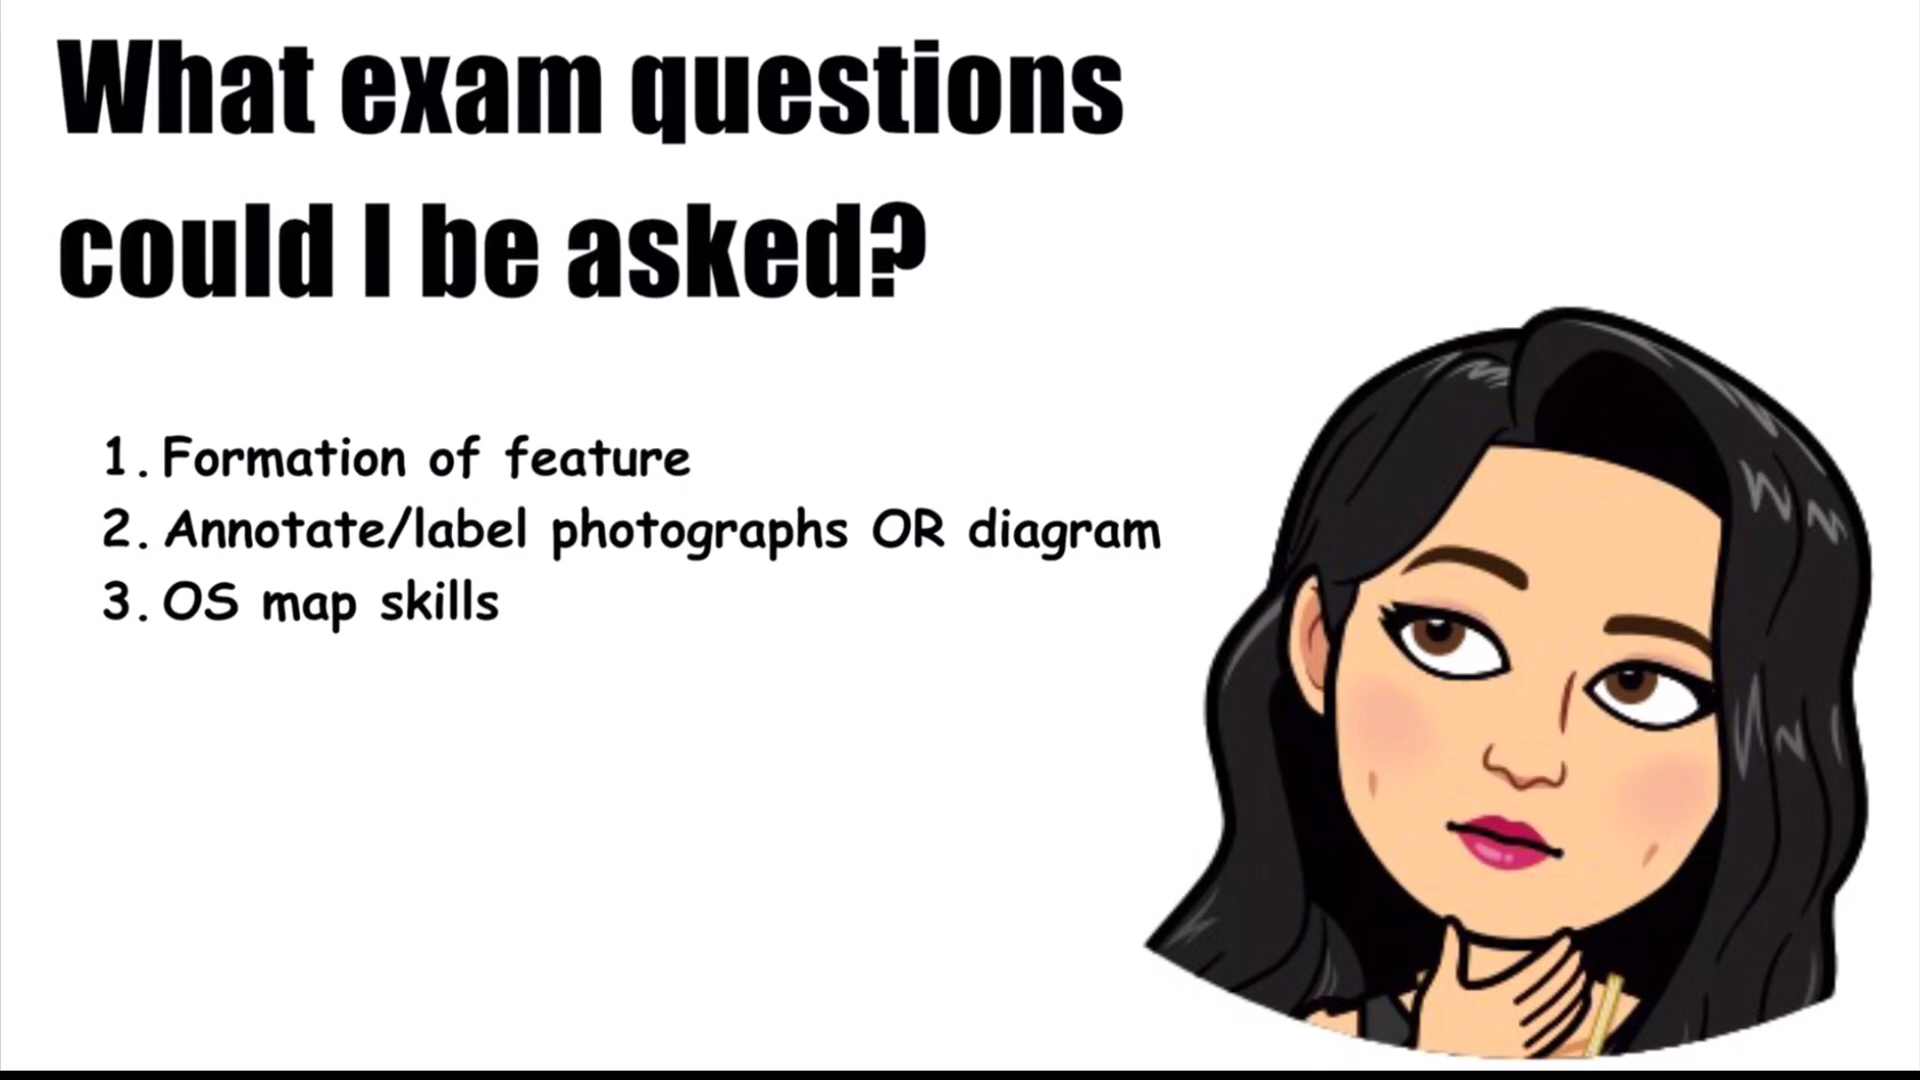 What exam questions
could I be asked?
1. Formation of feature
2. Annotate/label photographs OR diagram
3. OS map skills